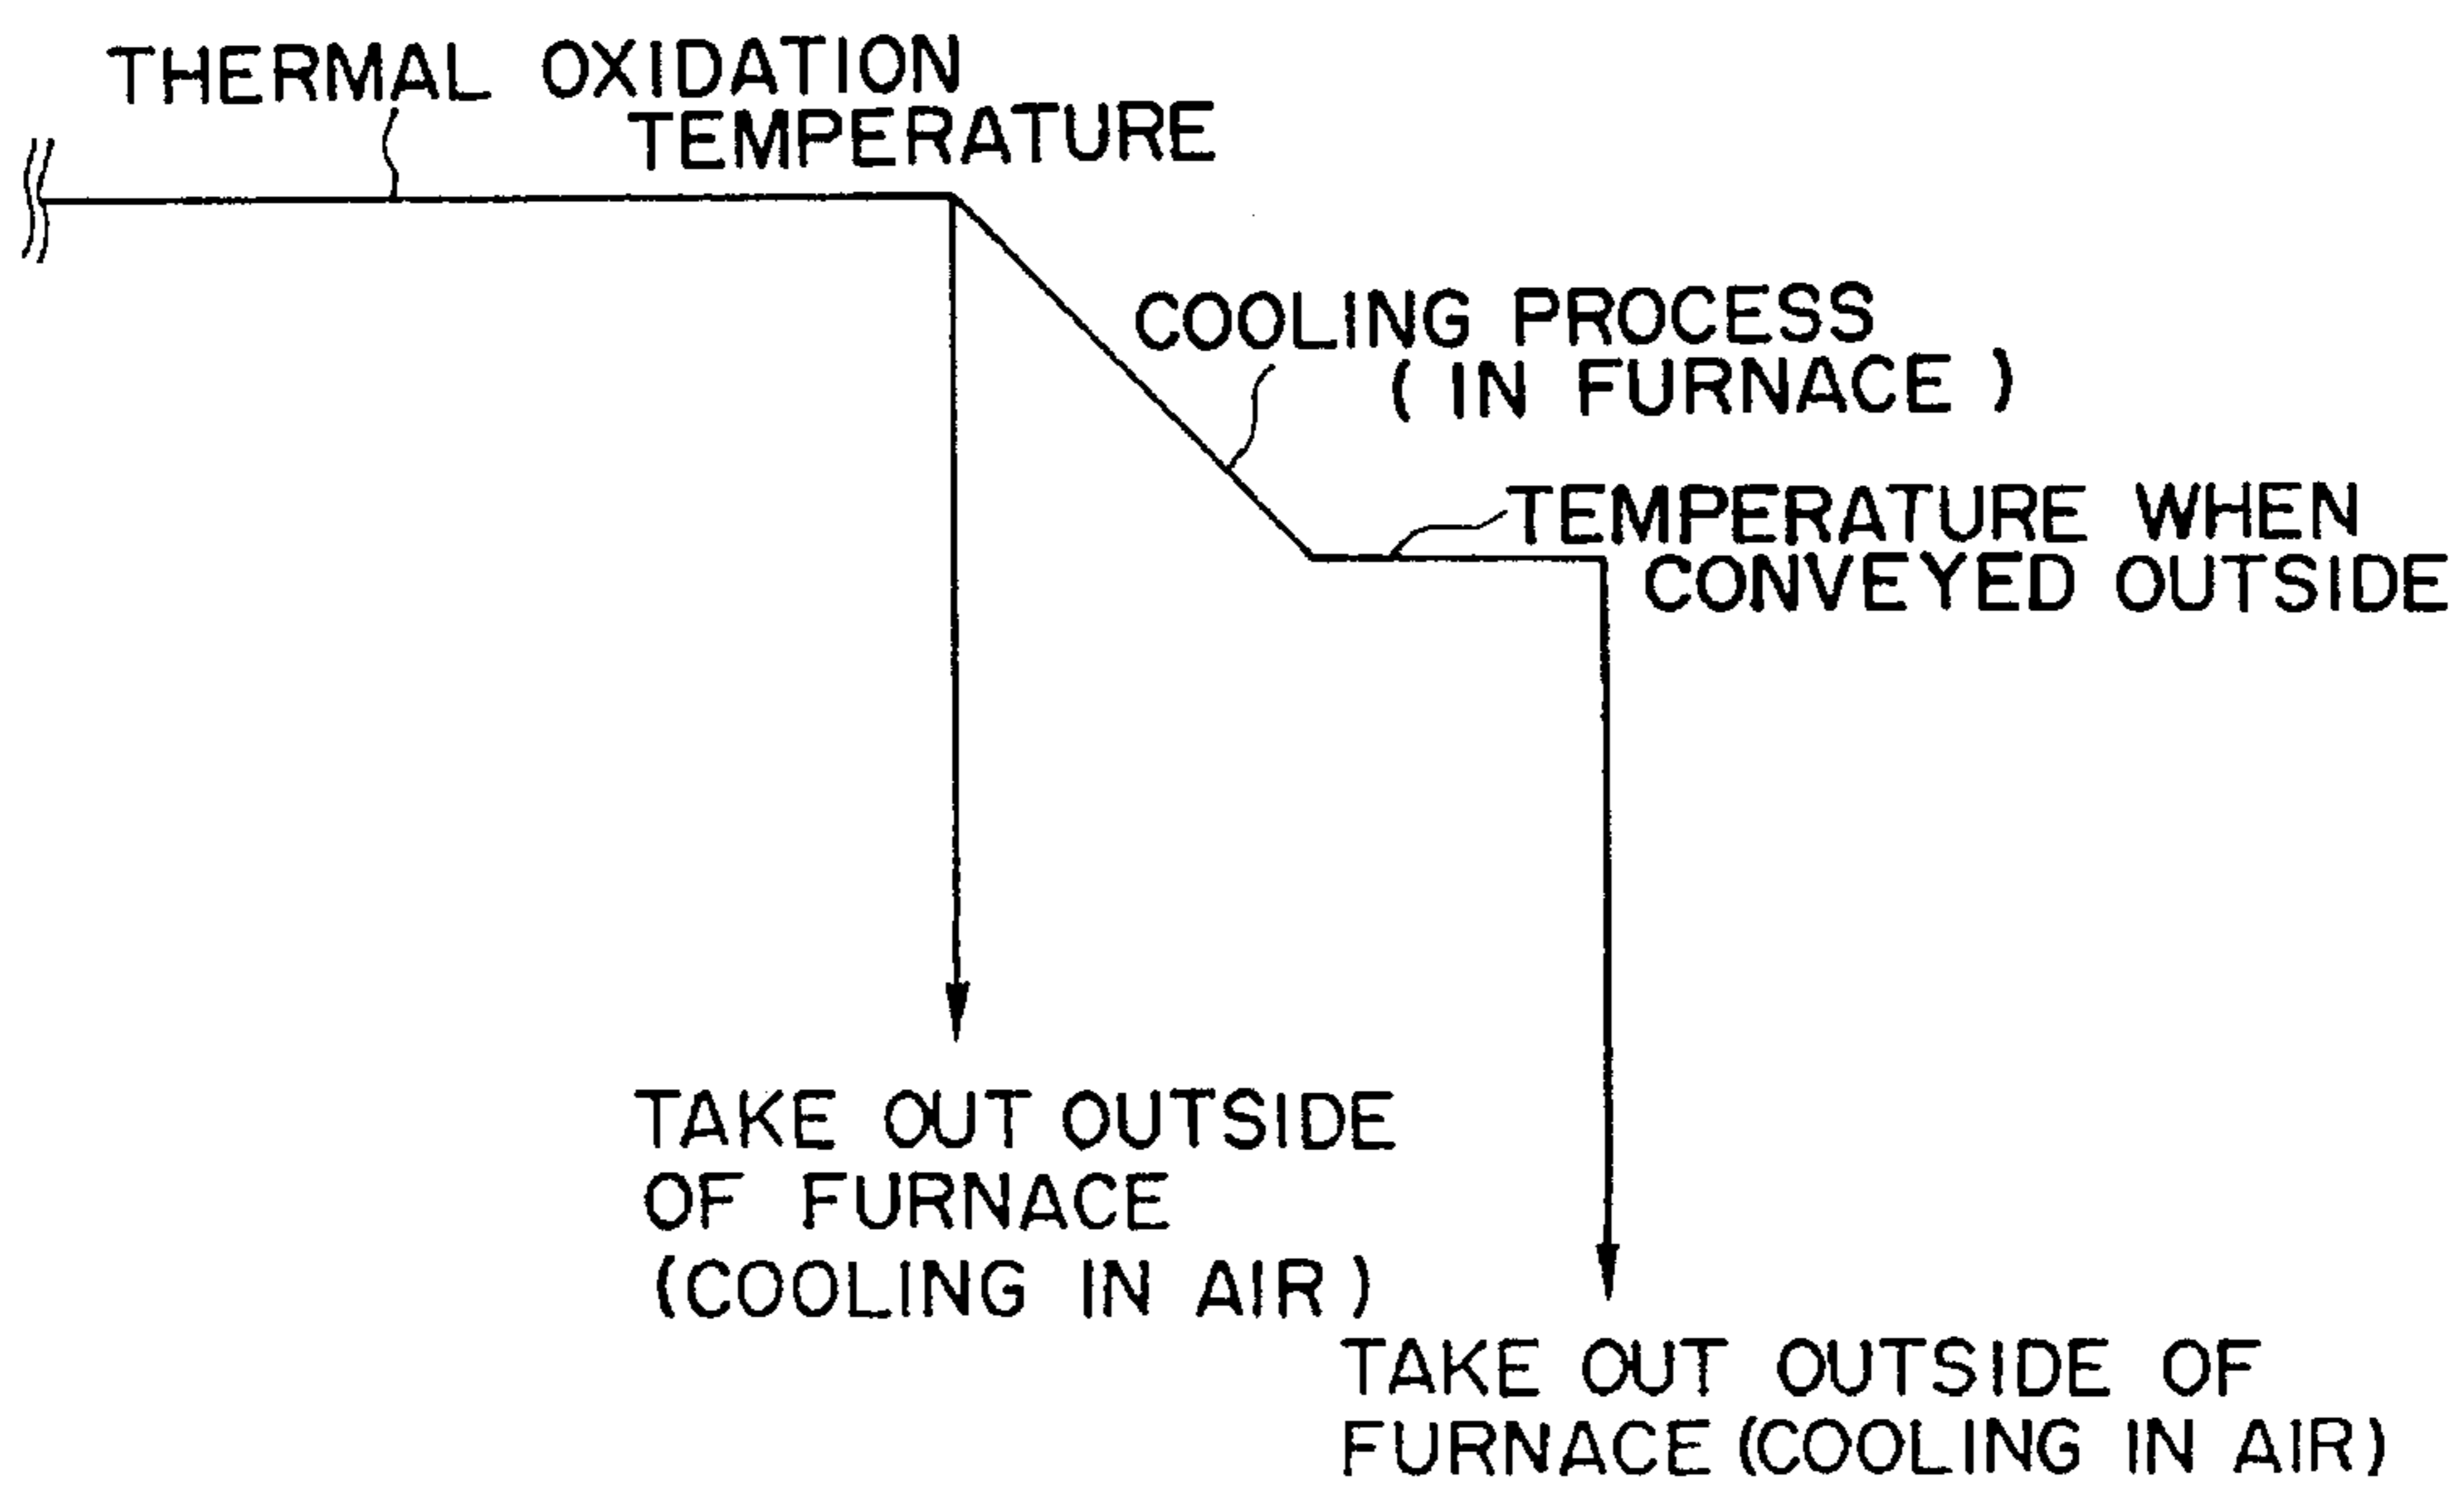 THERMAL OXIDATION
TEMPERATURE
COOLING PROCESS
( IN FURNACE )
TEMPERATURE WHEN
CONVEYED OUTSIDE
TAKE OUT OUTSIDE
OF FURNACE
(COOLING IN AIR)
TAKE OUT OUTSIDE OF
FURNACE (COOLING IN AIR)